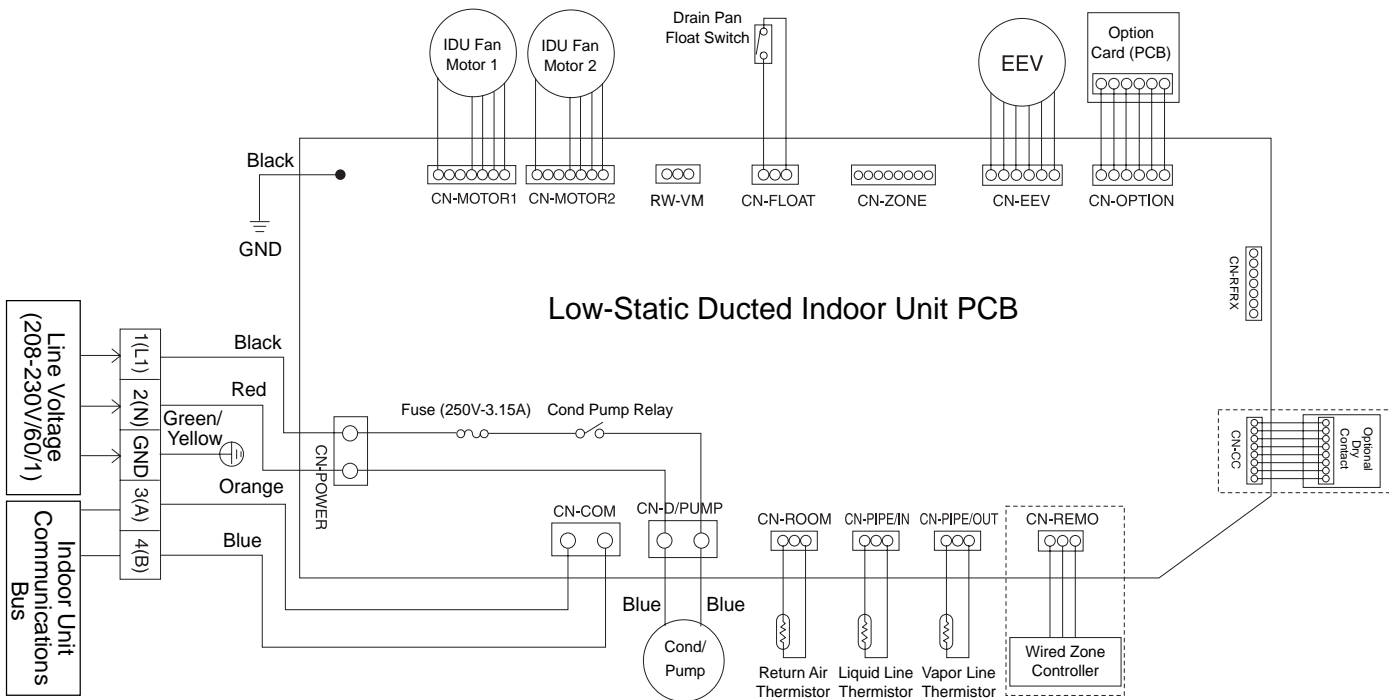 IDU Fan
Motor 1
IDU Fan
Motor 2
Drain Pan
Float Switch
EEV
Option
Card (PCB)
Black
GND
CN-MOTOR1
CN-MOTOR2
RW-VM
CN-FLOAT
CN-ZONE
CN-EEV
CN-OPTION
CN-RFRX
Low-Static Ducted Indoor Unit PCB
Line Voltage
(208-230V/60/1)
1(L1)
2(N)
GND
3(A)
4(B)
Indoor Unit
Communications
Bus
Black
Red
Green/
Yellow
Orange
Blue
CN-POWER
Fuse (250V-3.15A)
Cond Pump Relay
CN-CC
Optional
Dry
Contact
CN-COM
CN-D/PUMP
CN-ROOM
CN-PIPE/IN
CN-PIPE/OUT
CN-REMO
Blue
Blue
Cond/
Pump
Return Air
Thermistor
Liquid Line
Thermistor
Vapor Line
Thermistor
Wired Zone
Controller